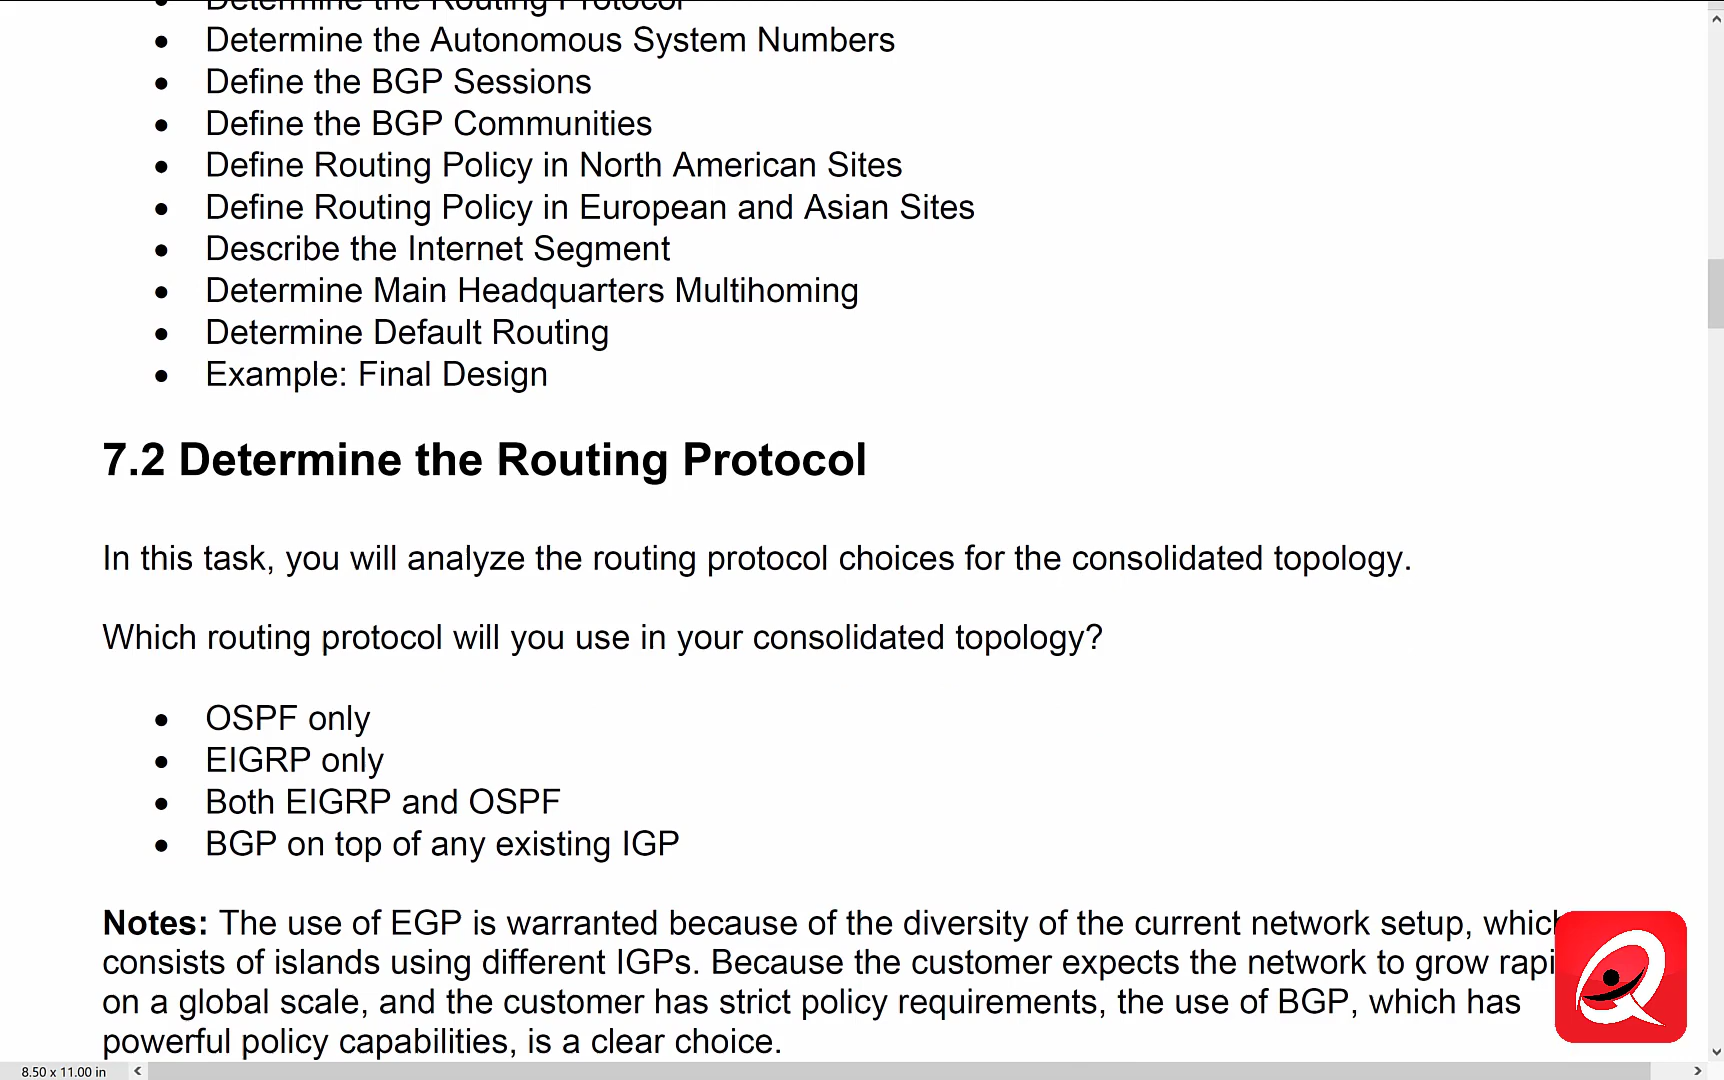 Determine the Routing Protocol
• Determine the Autonomous System Numbers
• Define the BGP Sessions
• Define the BGP Communities
• Define Routing Policy in North American Sites
• Define Routing Policy in European and Asian Sites
• Describe the Internet Segment
• Determine Main Headquarters Multihoming
• Determine Default Routing
• Example: Final Design
7.2 Determine the Routing Protocol
In this task, you will analyze the routing protocol choices for the consolidated topology.
Which routing protocol will you use in your consolidated topology?
• OSPF only
• EIGRP only
• Both EIGRP and OSPF
• BGP on top of any existing IGP
Notes: The use of EGP is warranted because of the diversity of the current network setup, which
consists of islands using different IGPs. Because the customer expects the network to grow
on a global scale, and the customer has strict policy requirements, the use of BGP, which has
powerful policy capabilities, is a clear choice.
8.50 x 11.00 in